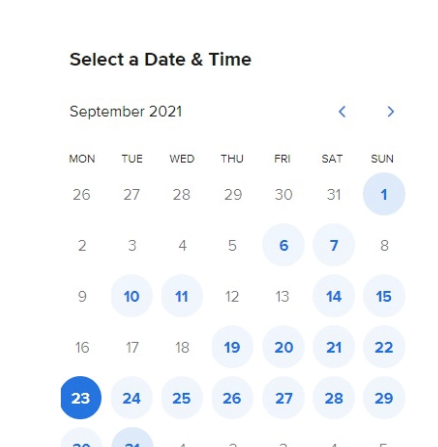 Select a Date & Time
September 2021
MON TUE WED THU FRI SAT SUN
26 27 28 29 30 31 1
2 3 4 5 6 7 8
9 10 11 12 13 14 15
16 17 18 19 20 21 22
23 24 25 26 27 28 29